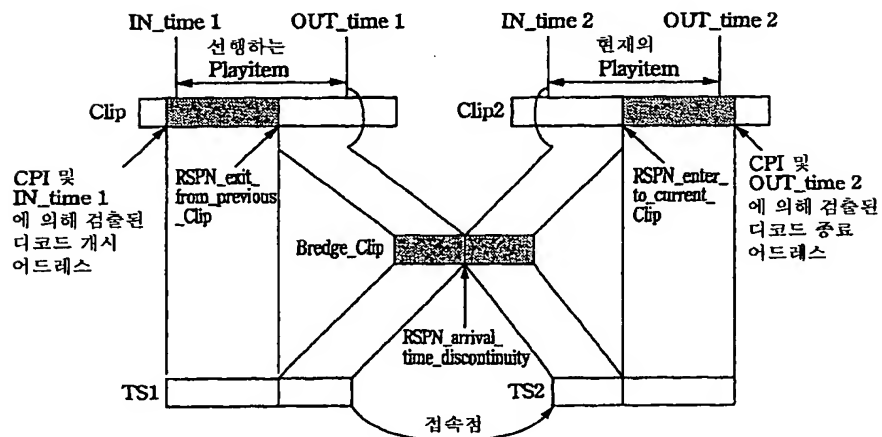 IN_time 1
OUT_time 1
IN_time 2
OUT_time 2
선행하는
Playitem
현재의
Playitem
Clip
Clip2
CPI 및
IN_time 1
에 의해 검출된
디코드 개시
어드레스
RSPN_exit_
from_previous
_Clip
RSPN_enter_
to_current_
Clip
CPI 및
OUT_time 2
에 의해 검출된
디코드 종료
어드레스
Bredge_Clip
RSPN_arrival_
time_discontinuity
TS1
TS2
접속점